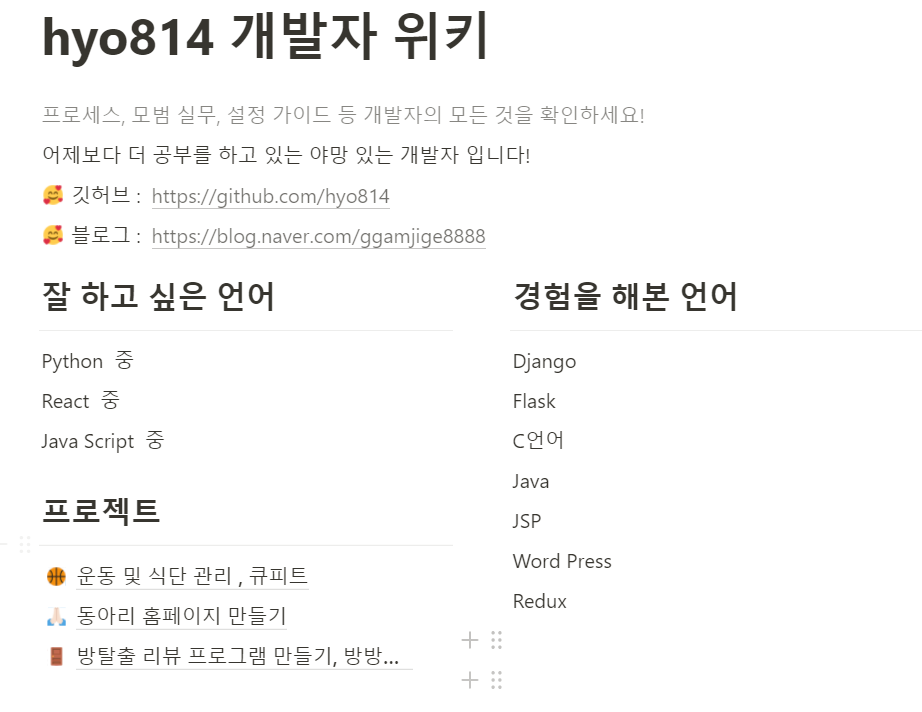 hyo814 개발자 위키
프로세스, 모범 실무, 설정 가이드 등 개발자의 모든 것을 확인하세요!
어제보다 더 공부를 하고 있는 야망 있는 개발자 입니다!
🥰 깃허브 : https://github.com/hyo814
🥰 블로그 : https://blog.naver.com/ggamjige8888
잘 하고 싶은 언어
Python 중
React 중
Java Script 중
프로젝트
🏀 운동 및 식단 관리 , 큐피트
🙏🏻 동아리 홈페이지 만들기
🚪 방탈출 리뷰 프로그램 만들기, 방방...
경험을 해본 언어
Django
Flask
C언어
Java
JSP
Word Press
Redux